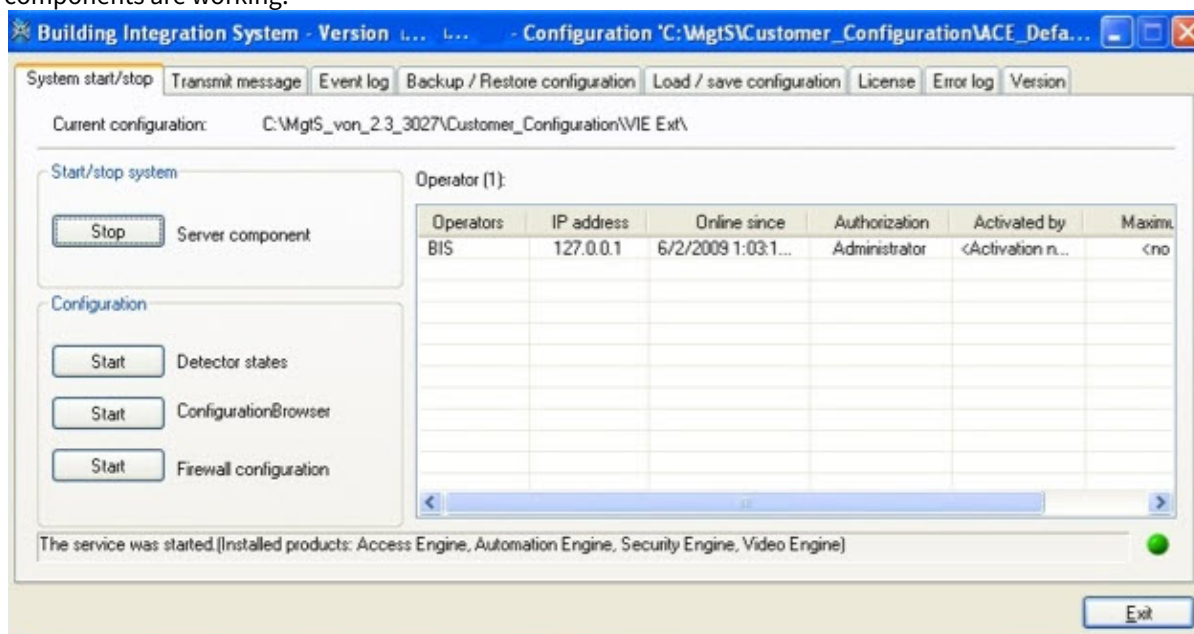 components are working.
Building Integration System - Version - Configuration 'C:\MgtS\Customer_Configuration\ACE_Defa...
System start/stop Transmit message Event log Backup / Restore configuration Load / save configuration License Error log Version
Current configuration: C:\MgtS_von_2.3_3027\Customer_Configuration\VIE Ext\
Start/stop system
Stop Server component
Configuration
Start Detector states
Start ConfigurationBrowser
Start Firewall configuration
Operator (1):
Operators IP address Online since Authorization Activated by Maximu
BIS 127.0.0.1 6/2/2009 1:03:1... Administrator <Activation n... <no
The service was started.(Installed products: Access Engine, Automation Engine, Security Engine, Video Engine)
Exit